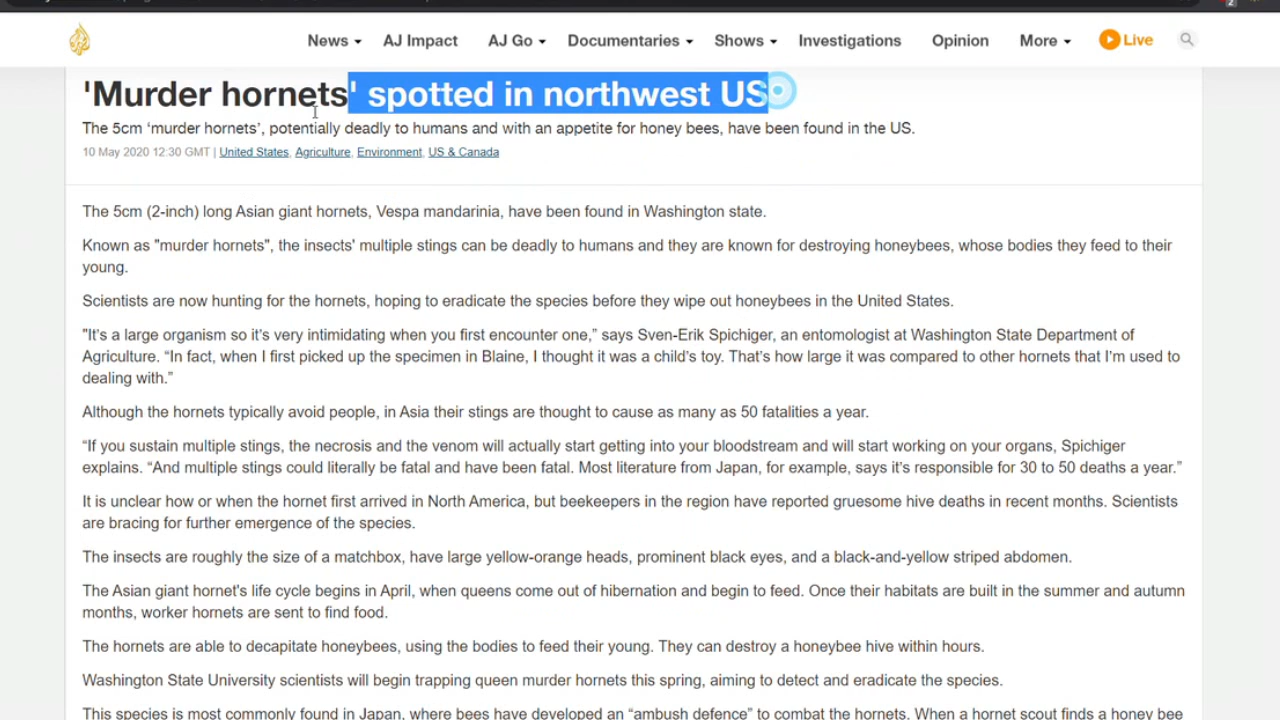 News AJ Impact AJ Go Documentaries Shows Investigations Opinion More Live
'Murder hornets' spotted in northwest US
The 5cm ‘murder hornets’, potentially deadly to humans and with an appetite for honey bees, have been found in the US.
10 May 2020 12:30 GMT | United States, Agriculture, Environment, US & Canada
The 5cm (2-inch) long Asian giant hornets, Vespa mandarinia, have been found in Washington state.
Known as "murder hornets", the insects' multiple stings can be deadly to humans and they are known for destroying honeybees, whose bodies they feed to their
young.
Scientists are now hunting for the hornets, hoping to eradicate the species before they wipe out honeybees in the United States.
"It’s a large organism so it’s very intimidating when you first encounter one,” says Sven-Erik Spichiger, an entomologist at Washington State Department of
Agriculture. “In fact, when I first picked up the specimen in Blaine, I thought it was a child’s toy. That’s how large it was compared to other hornets that I’m used to
dealing with.”
Although the hornets typically avoid people, in Asia their stings are thought to cause as many as 50 fatalities a year.
“If you sustain multiple stings, the necrosis and the venom will actually start getting into your bloodstream and will start working on your organs, Spichiger
explains. “And multiple stings could literally be fatal and have been fatal. Most literature from Japan, for example, says it’s responsible for 30 to 50 deaths a year.”
It is unclear how or when the hornet first arrived in North America, but beekeepers in the region have reported gruesome hive deaths in recent months. Scientists
are bracing for further emergence of the species.
The insects are roughly the size of a matchbox, have large yellow-orange heads, prominent black eyes, and a black-and-yellow striped abdomen.
The Asian giant hornet's life cycle begins in April, when queens come out of hibernation and begin to feed. Once their habitats are built in the summer and autumn
months, worker hornets are sent to find food.
The hornets are able to decapitate honeybees, using the bodies to feed their young. They can destroy a honeybee hive within hours.
Washington State University scientists will begin trapping queen murder hornets this spring, aiming to detect and eradicate the species.
This species is most commonly found in Japan, where bees have developed an “ambush defence” to combat the hornets. When a hornet scout finds a honey bee